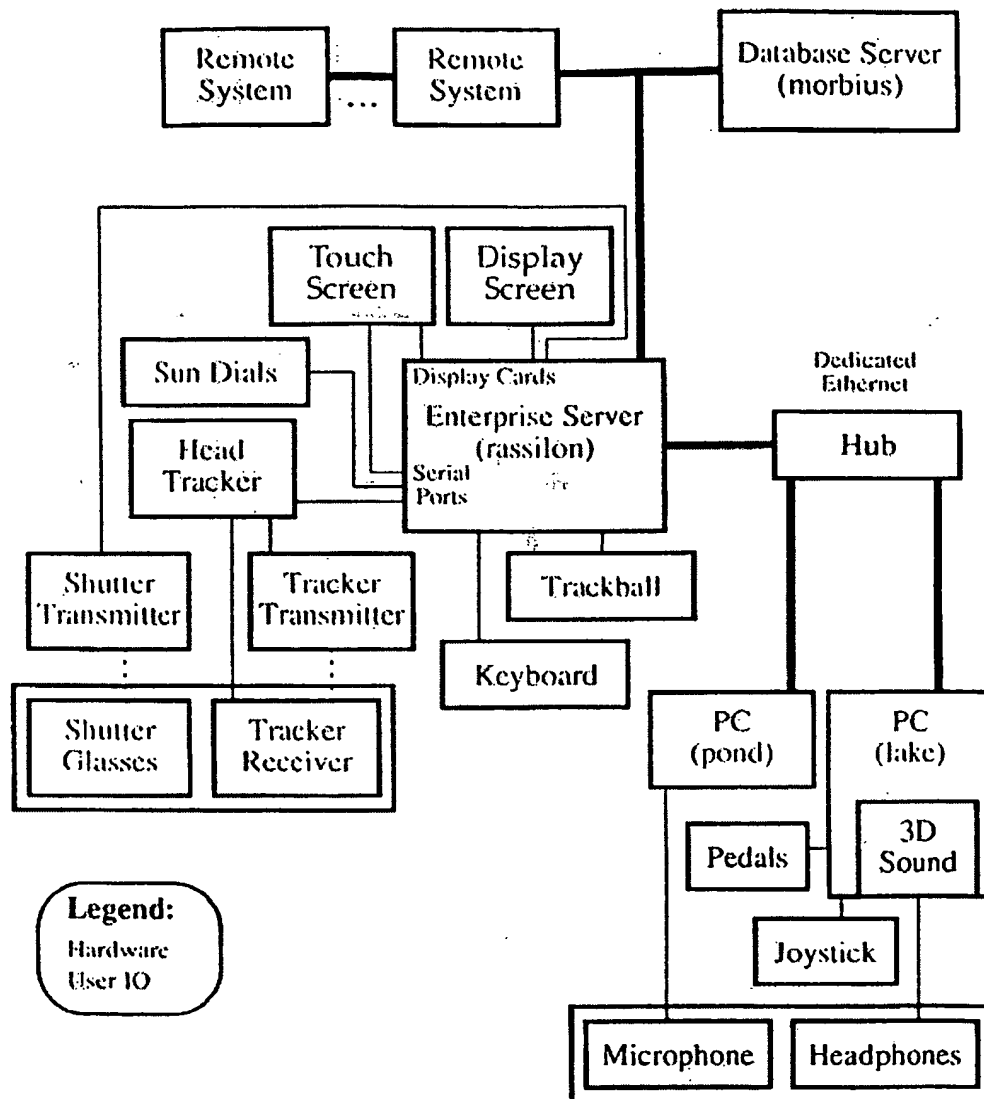 Remote
System
...
Remote
System
Database Server
(morbius)
Touch
Screen
Display
Screen
Sun Dials
Display Cards
Enterprise Server
(rassilon)
Serial
Ports
Dedicated
Ethernet
Hub
Head
Tracker
Shutter
Transmitter
Tracker
Transmitter
Trackball
Keyboard
Shutter
Glasses
Tracker
Receiver
PC
(pond)
PC
(lake)
Pedals
3D
Sound
Joystick
Legend:
Hardware
User IO
Microphone
Headphones